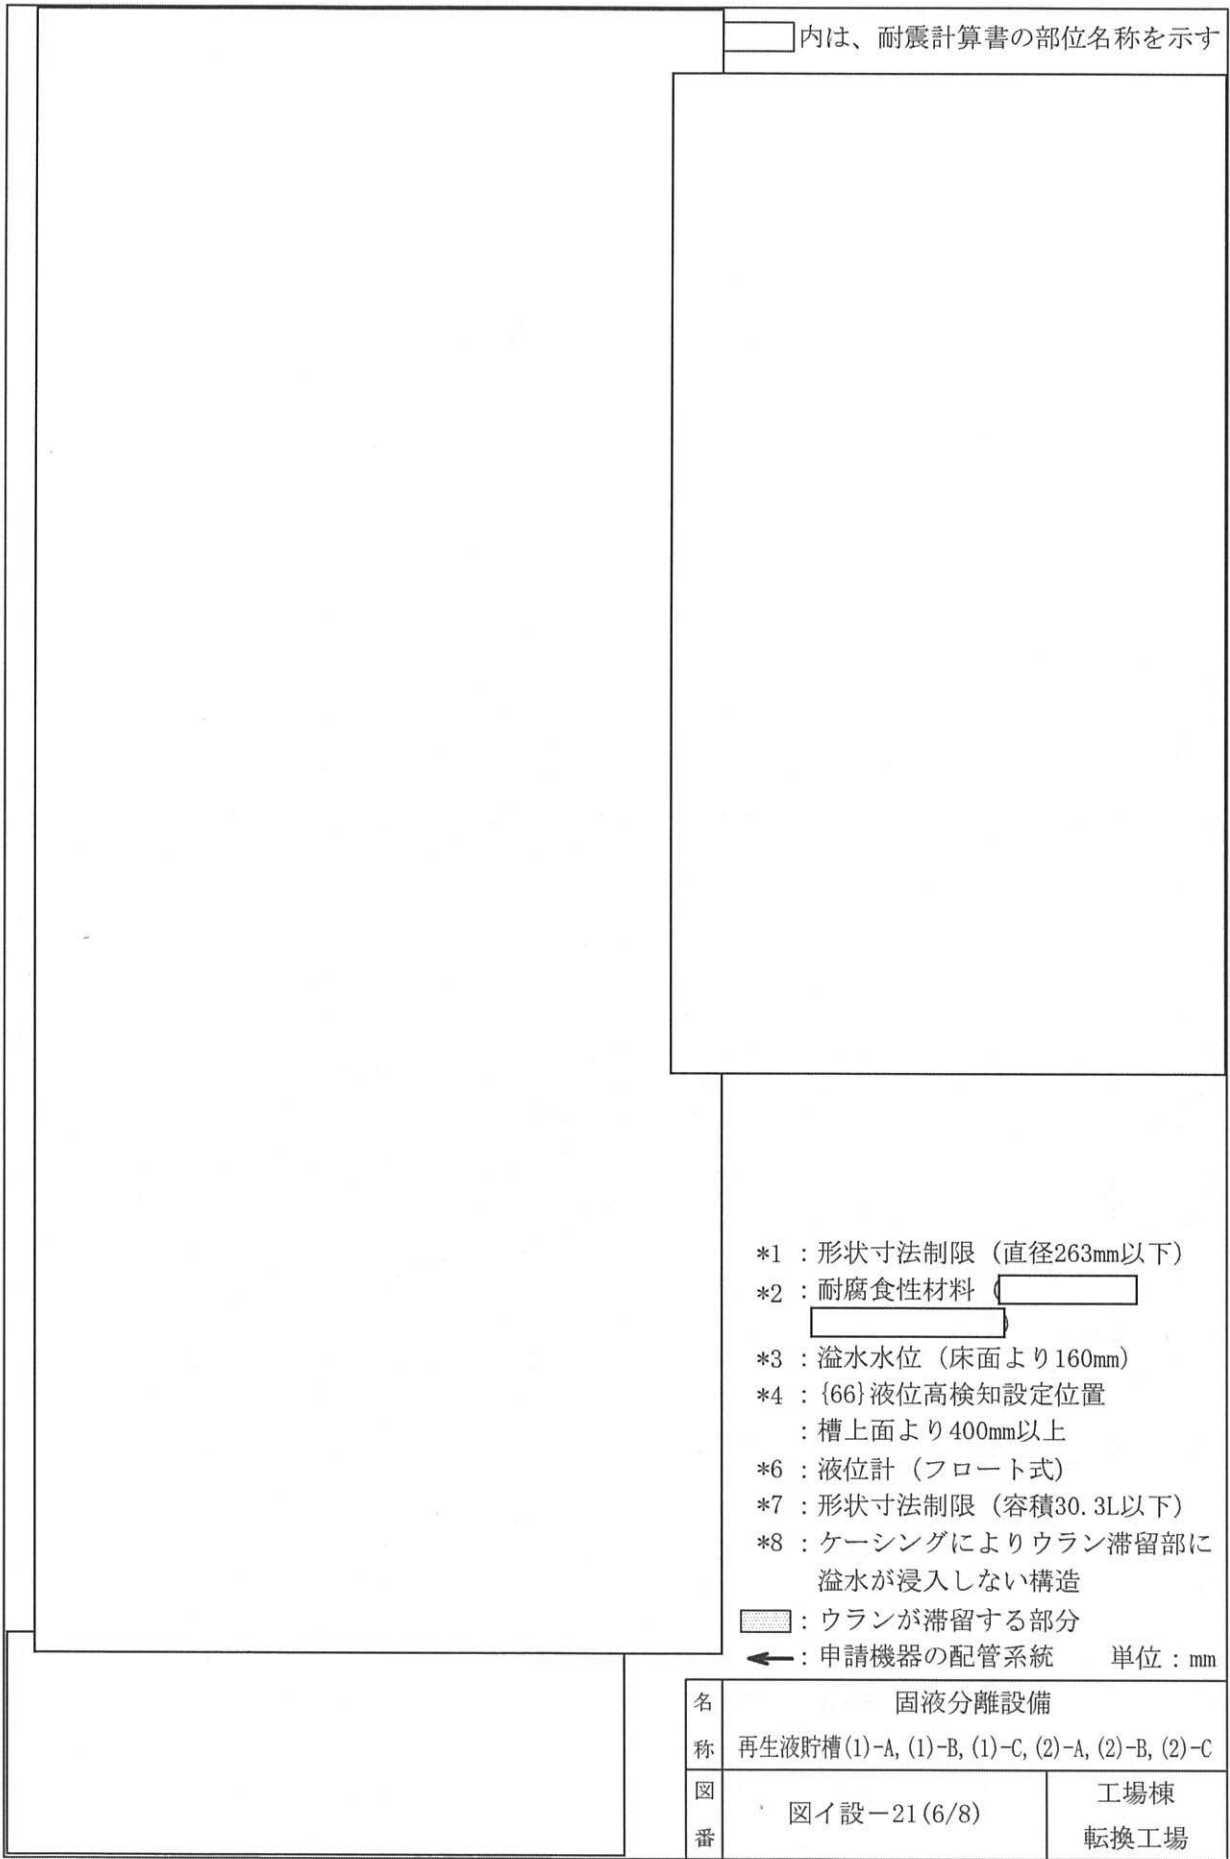 内は、耐震計算書の部位名称を示す
*1 : 形状寸法制限 (直径263mm以下)
*2 : 耐腐食性材料 (
)
*3 : 溢水水位 (床面より160mm)
*4 : {66}液位高検知設定位置
: 槽上面より400mm以上
*6 : 液位計 (フロート式)
*7 : 形状寸法制限 (容積30.3L以下)
*8 : ケーシングによりウラン滞留部に
溢水が浸入しない構造
: ウランが滞留する部分
: 申請機器の配管系統 単位 : mm
名称 固液分離設備
再生液貯槽(1)-A, (1)-B, (1)-C, (2)-A, (2)-B, (2)-C
図番 図イ設－21(6/8) 工場棟
転換工場